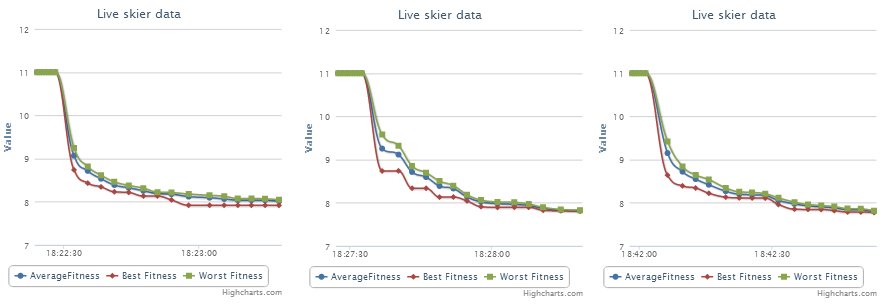 Live skier data
12
11
10
9
8
7
Value
18:22:30 18:23:00
AverageFitness Best Fitness Worst Fitness
Highcharts.com
Live skier data
12
11
10
9
8
7
Value
18:27:30 18:28:00
AverageFitness Best Fitness Worst Fitness
Highcharts.com
Live skier data
12
11
10
9
8
7
Value
18:42:00 18:42:30
AverageFitness Best Fitness Worst Fitness
Highcharts.com